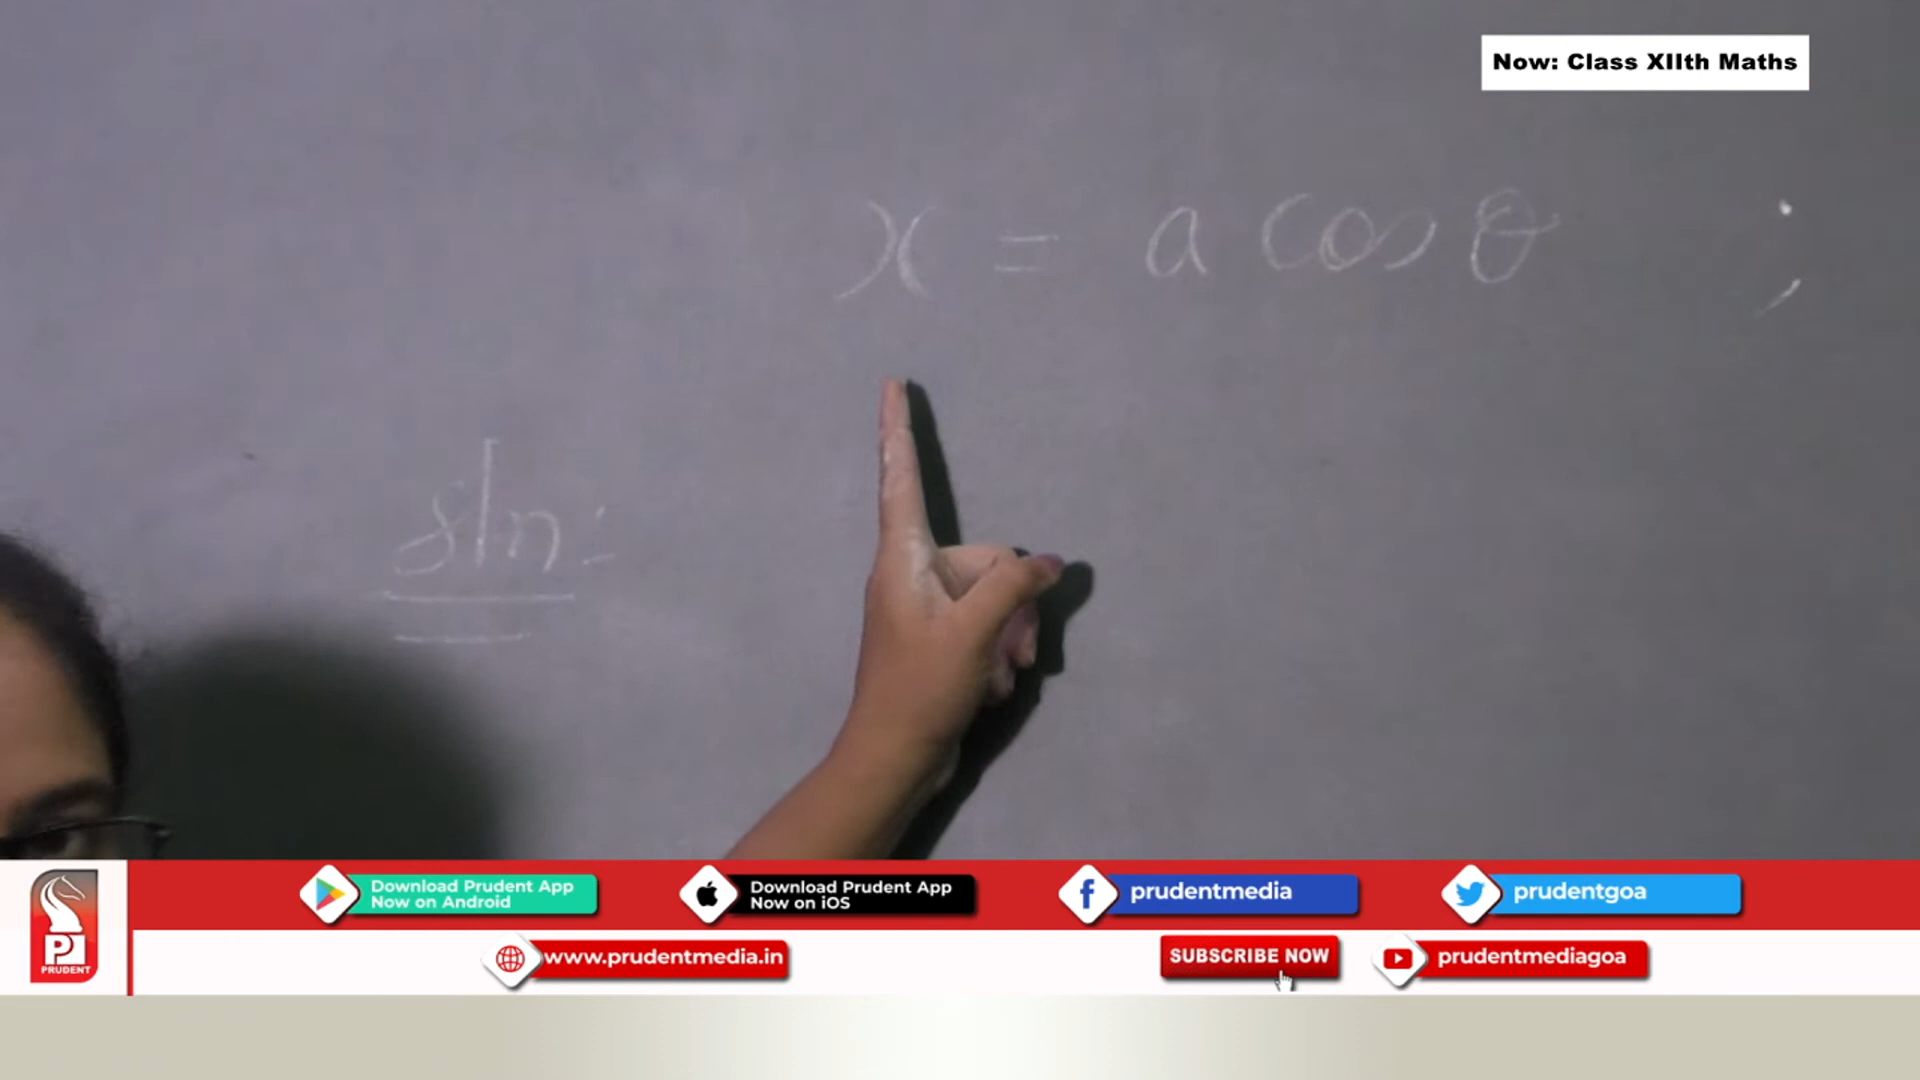 Now: Class XIIth Maths
x = a cos θ ;
sln:
Download Prudent App
Now on Android
Download Prudent App
Now on iOS
prudentmedia
prudentgoa
PRUDENT
www.prudentmedia.in
SUBSCRIBE NOW
prudentmediagoa